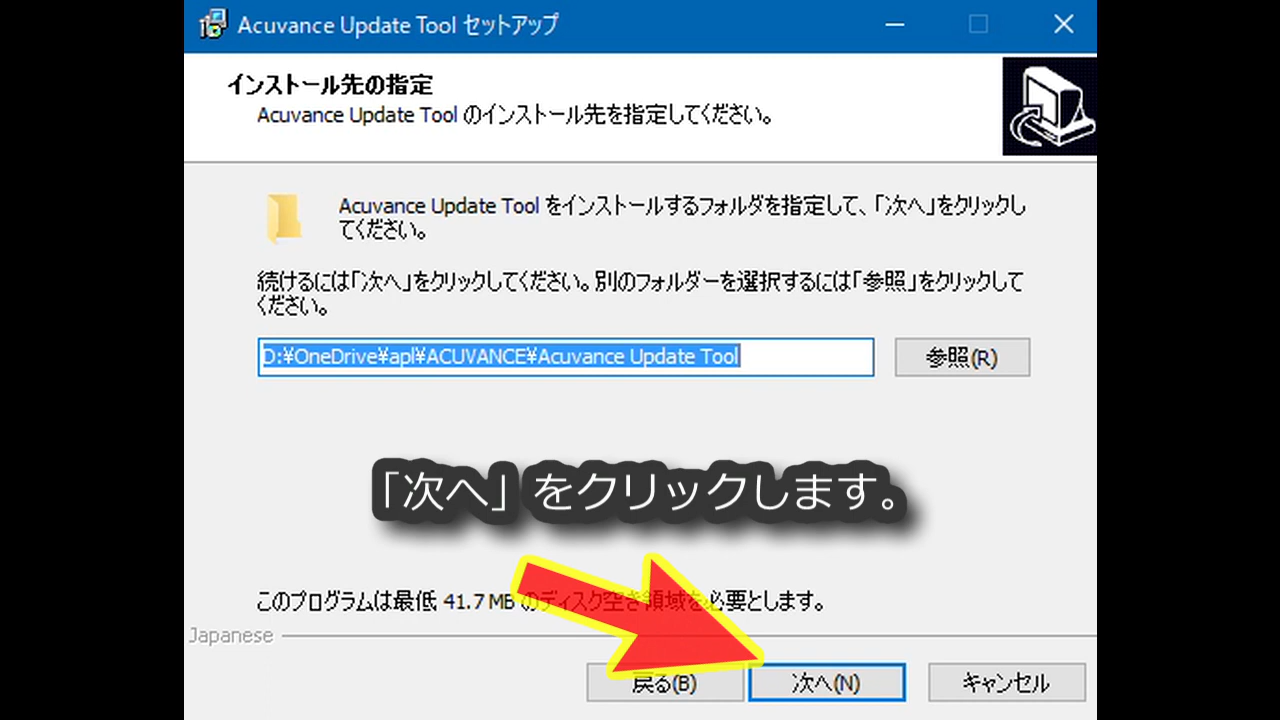 Acuvance Update Tool セットアップ
インストール先の指定
Acuvance Update Tool のインストール先を指定してください。
Acuvance Update Tool をインストールするフォルダを指定して、「次へ」をクリックし
てください。
続けるには「次へ」をクリックしてください。別のフォルダーを選択するには「参照」をクリックして
ください。
D:¥OneDrive¥apl¥ACUVANCE¥Acuvance Update Tool
参照(R)
「次へ」をクリックします。
このプログラムは最低 41.7 MB のディスク空き領域を必要とします。
Japanese
戻る(B)
次へ(N)
キャンセル